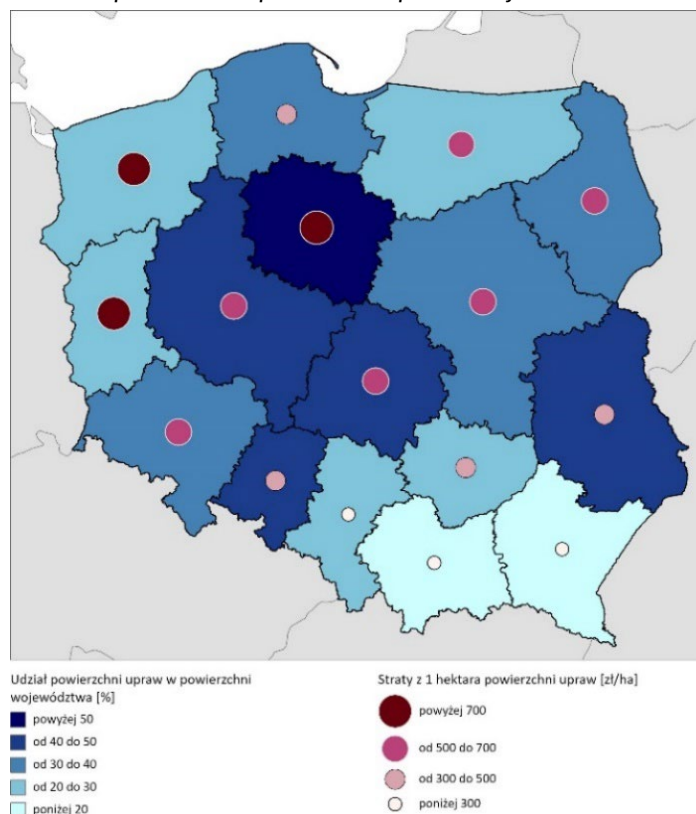 Udział powierzchni upraw w powierzchni
województwa [%]
powyżej 50
od 40 do 50
od 30 do 40
od 20 do 30
poniżej 20
Straty z 1 hektara powierzchni upraw [zł/ha]
powyżej 700
od 500 do 700
od 300 do 500
poniżej 300